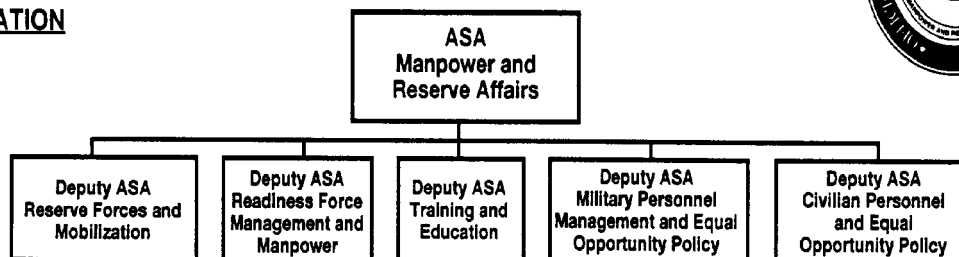 ATION
ASA
Manpower and
Reserve Affairs
Deputy ASA
Reserve Forces and
Mobilization
Deputy ASA
Readiness Force
Management and
Manpower
Deputy ASA
Training and
Education
Deputy ASA
Military Personnel
Management and Equal
Opportunity Policy
Deputy ASA
Civilian Personnel
and Equal
Opportunity Policy